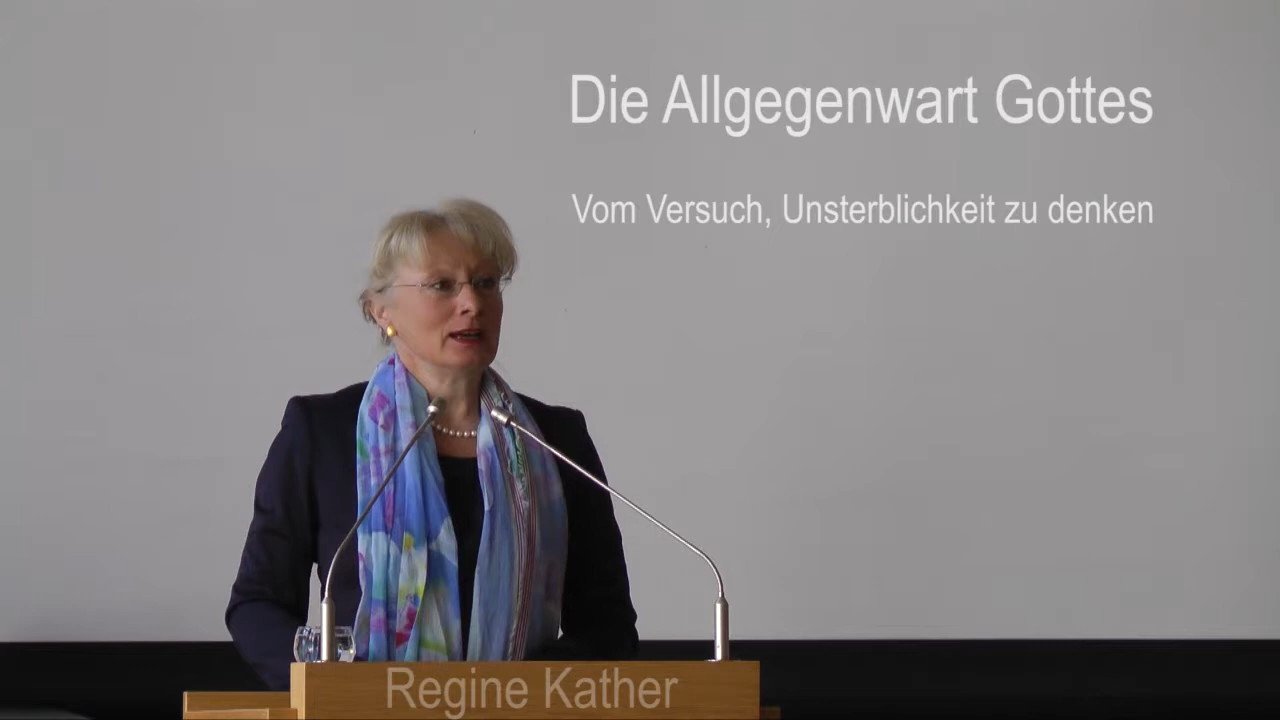 Die Allgegenwart Gottes
Vom Versuch, Unsterblichkeit zu denken
Regine Kather